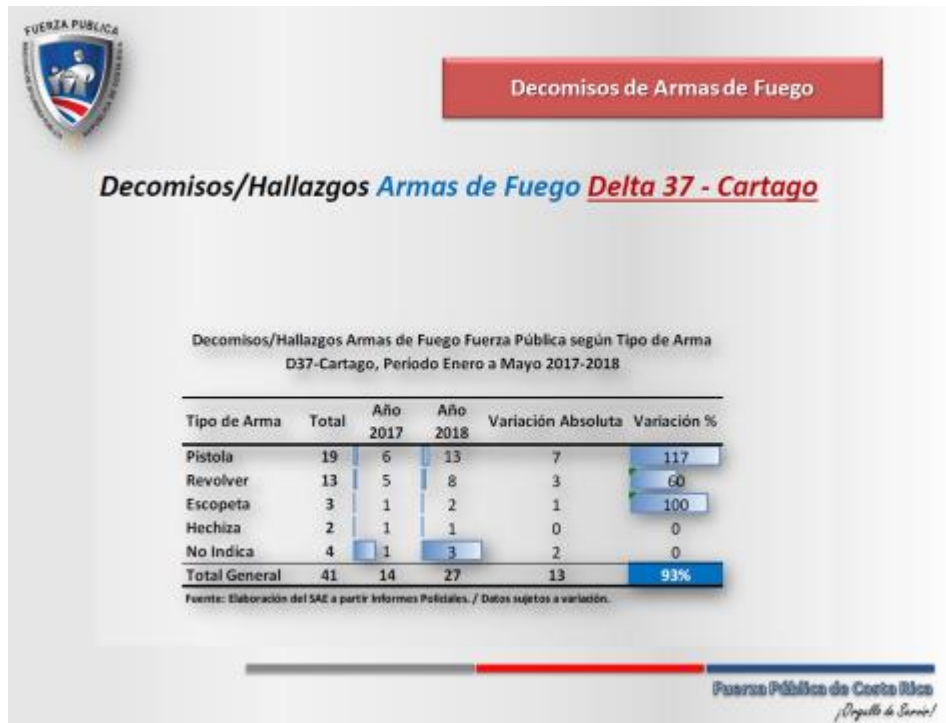 FUERZA PUBLICA
Decomisos de Armas de Fuego
Decomisos/Hallazgos Armas de Fuego Delta 37 - Cartago
Decomisos/Hallazgos Armas de Fuego Fuerza Pública según Tipo de Arma
D37-Cartago, Período Enero a Mayo 2017-2018
Tipo de Arma Total Año 2017 Año 2018 Variación Absoluta Variación %
Pistola 19 6 13 7 117
Revolver 13 5 8 3 60
Escopeta 3 1 2 1 100
Hechiza 2 1 1 0 0
No Indica 4 1 3 2 0
Total General 41 14 27 13 93%
Fuente: Elaboración del SAE a partir Informes Policiales. / Datos sujetos a variación.
Fuerza Pública de Costa Rica
¡Orgullo de Servir!